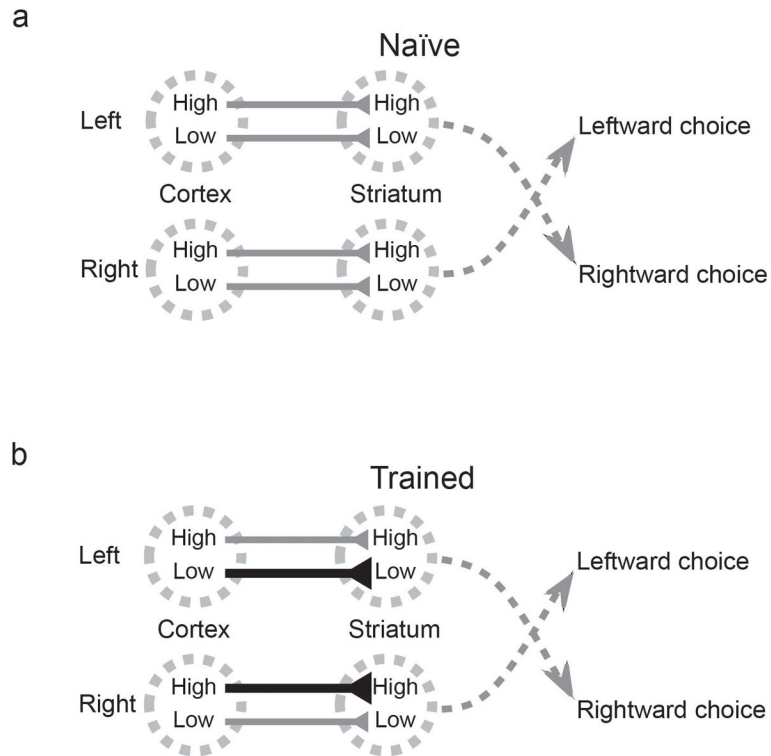 a
Naïve
High High
Left Leftward choice
Low Low
Cortex Striatum
High High
Right Rightward choice
Low Low
b
Trained
High High
Left Leftward choice
Low Low
Cortex Striatum
High High
Right Rightward choice
Low Low